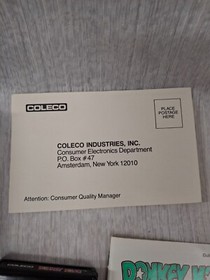 COLECO
PLACE
POSTAGE
HERE
COLECO INDUSTRIES, INC.
Consumer Electronics Department
P.O. Box #47
Amsterdam, New York 12010
Attention: Consumer Quality Manager
DONKEY